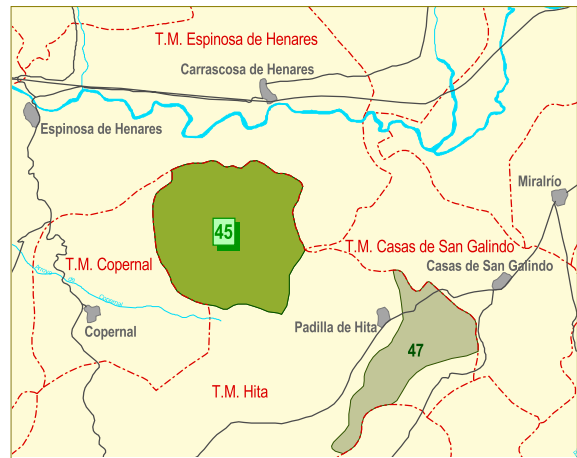 T.M. Espinosa de Henares
Carrascosa de Henares
Espinosa de Henares
Miralrío
45
T.M. Casas de San Galindo
T.M. Copernal
Casas de San Galindo
Copernal
Copernal
Padilla de Hita
47
T.M. Hita